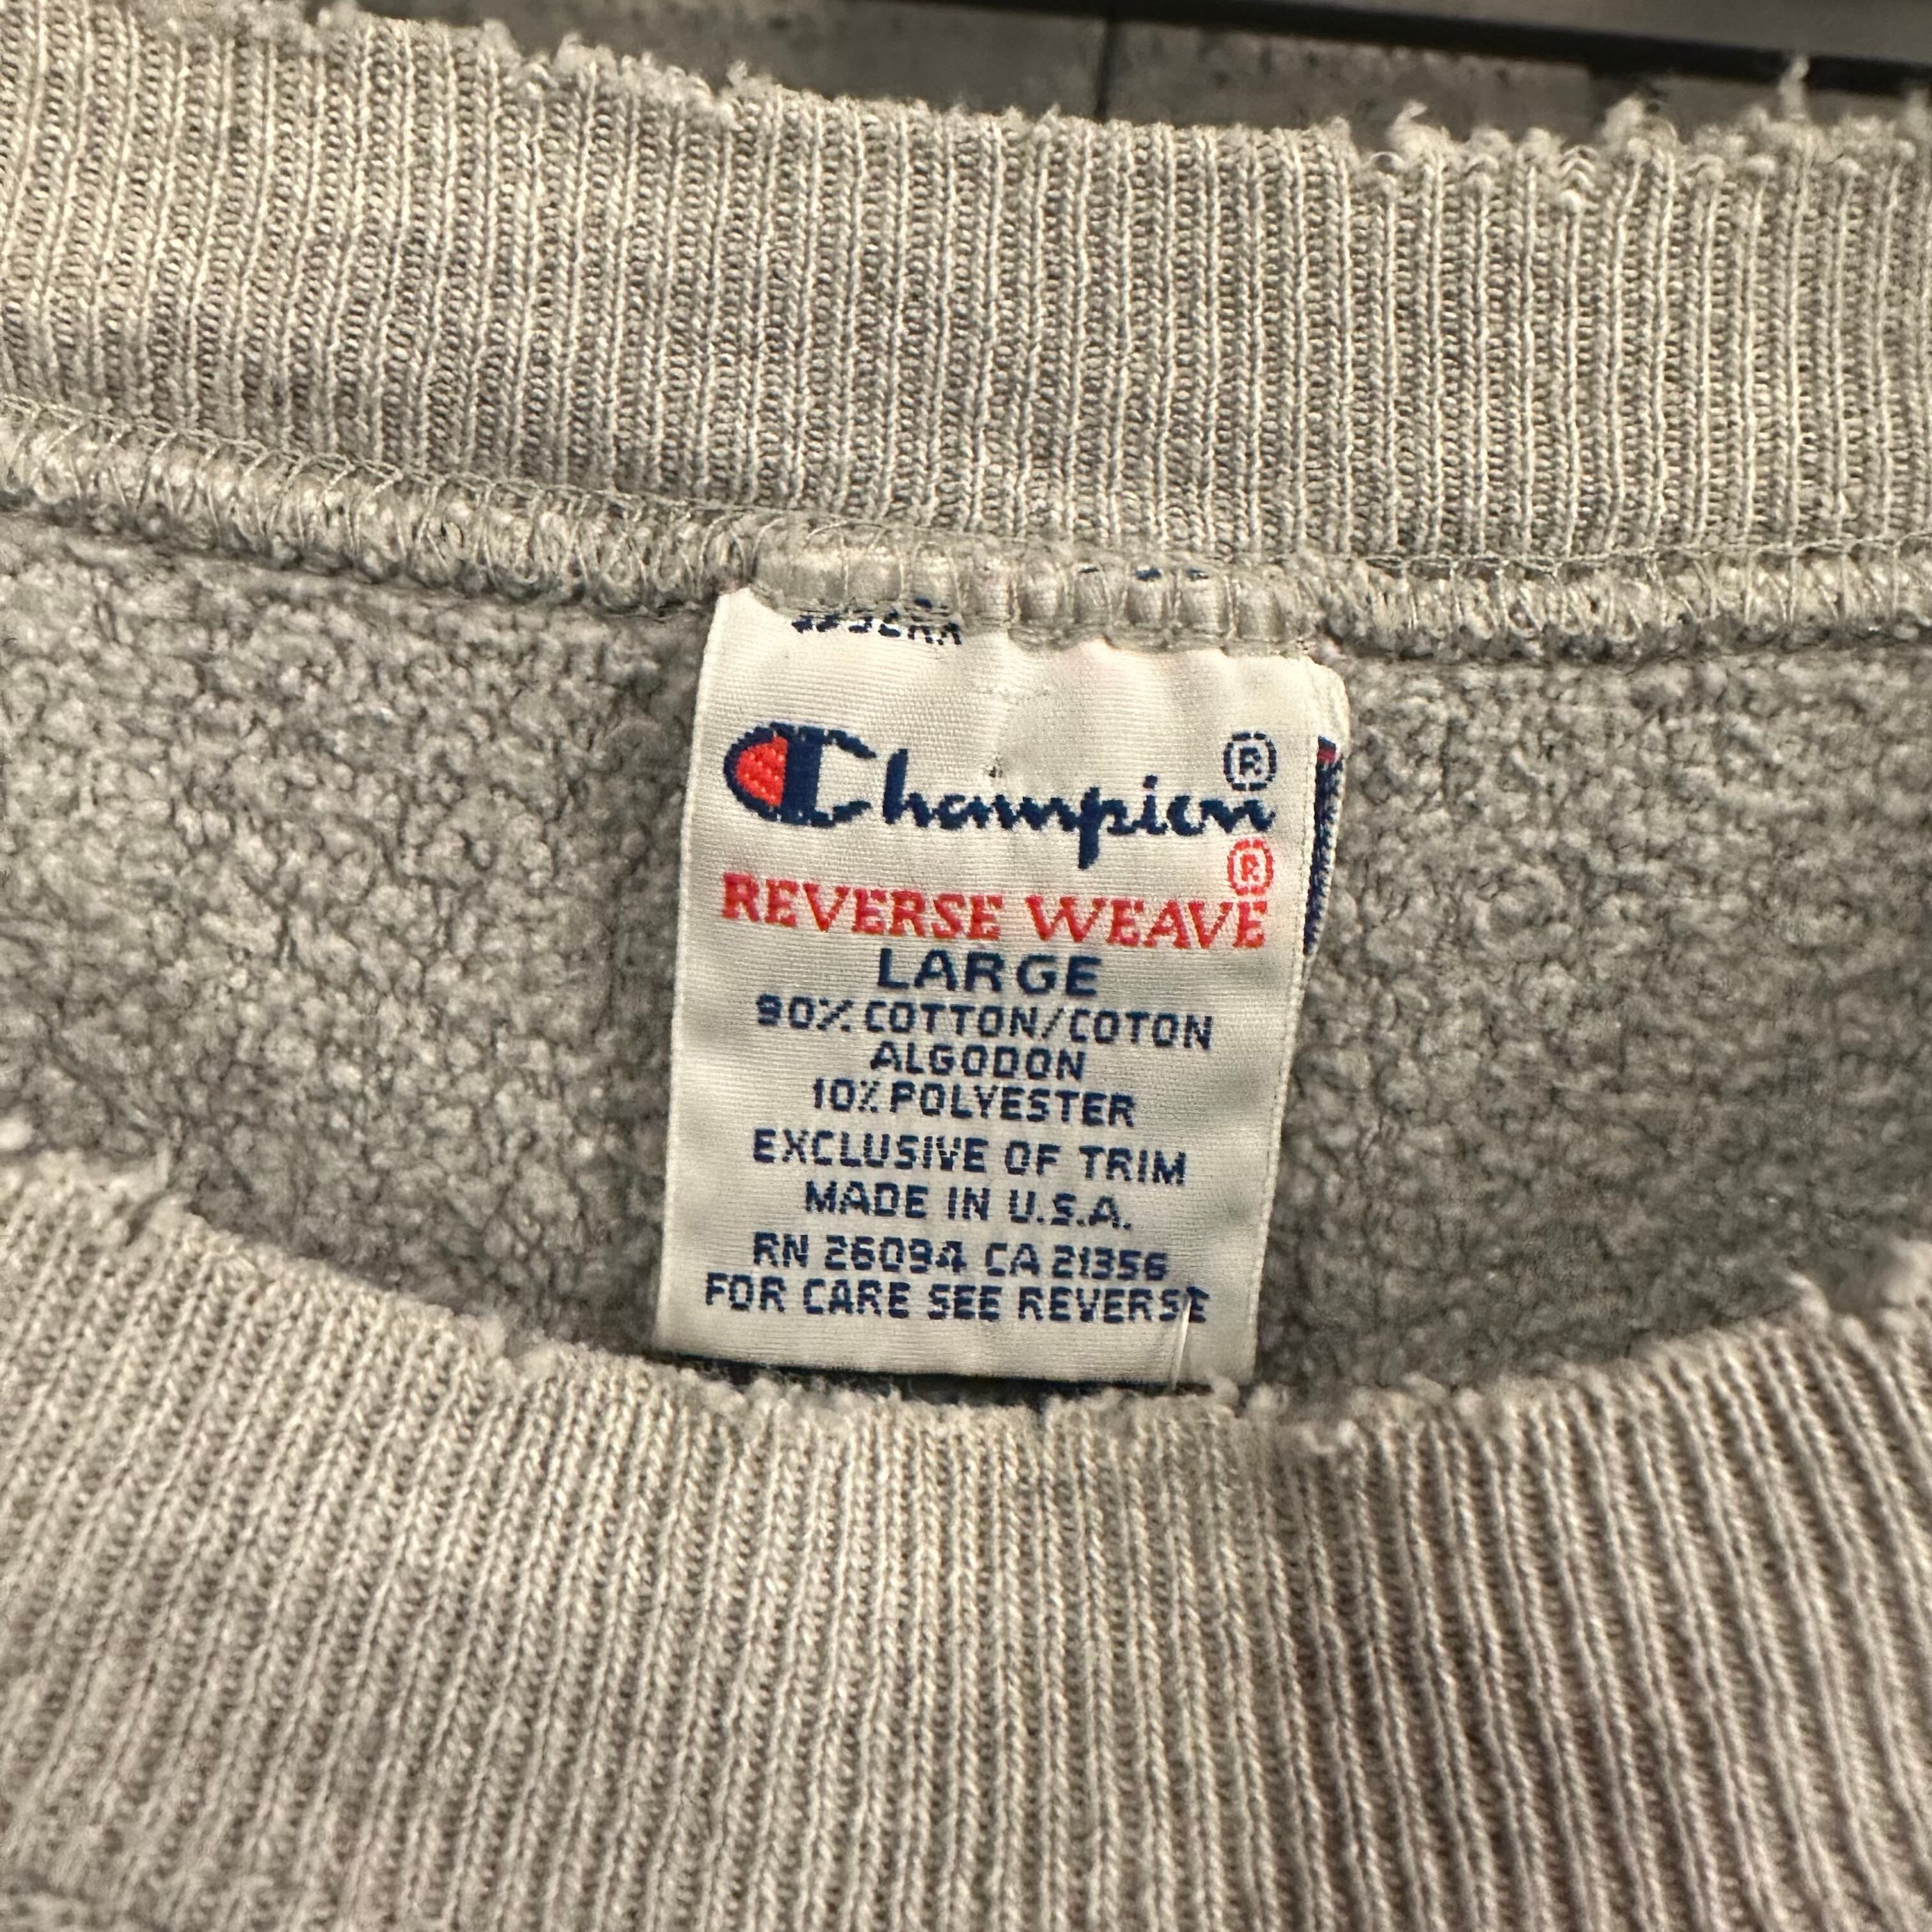 Champion®
REVERSE WEAVE®
LARGE
90% COTTON/COTON
ALGODON
10% POLYESTER
EXCLUSIVE OF TRIM
MADE IN U.S.A.
RN 26094 CA 21356
FOR CARE SEE REVERSE